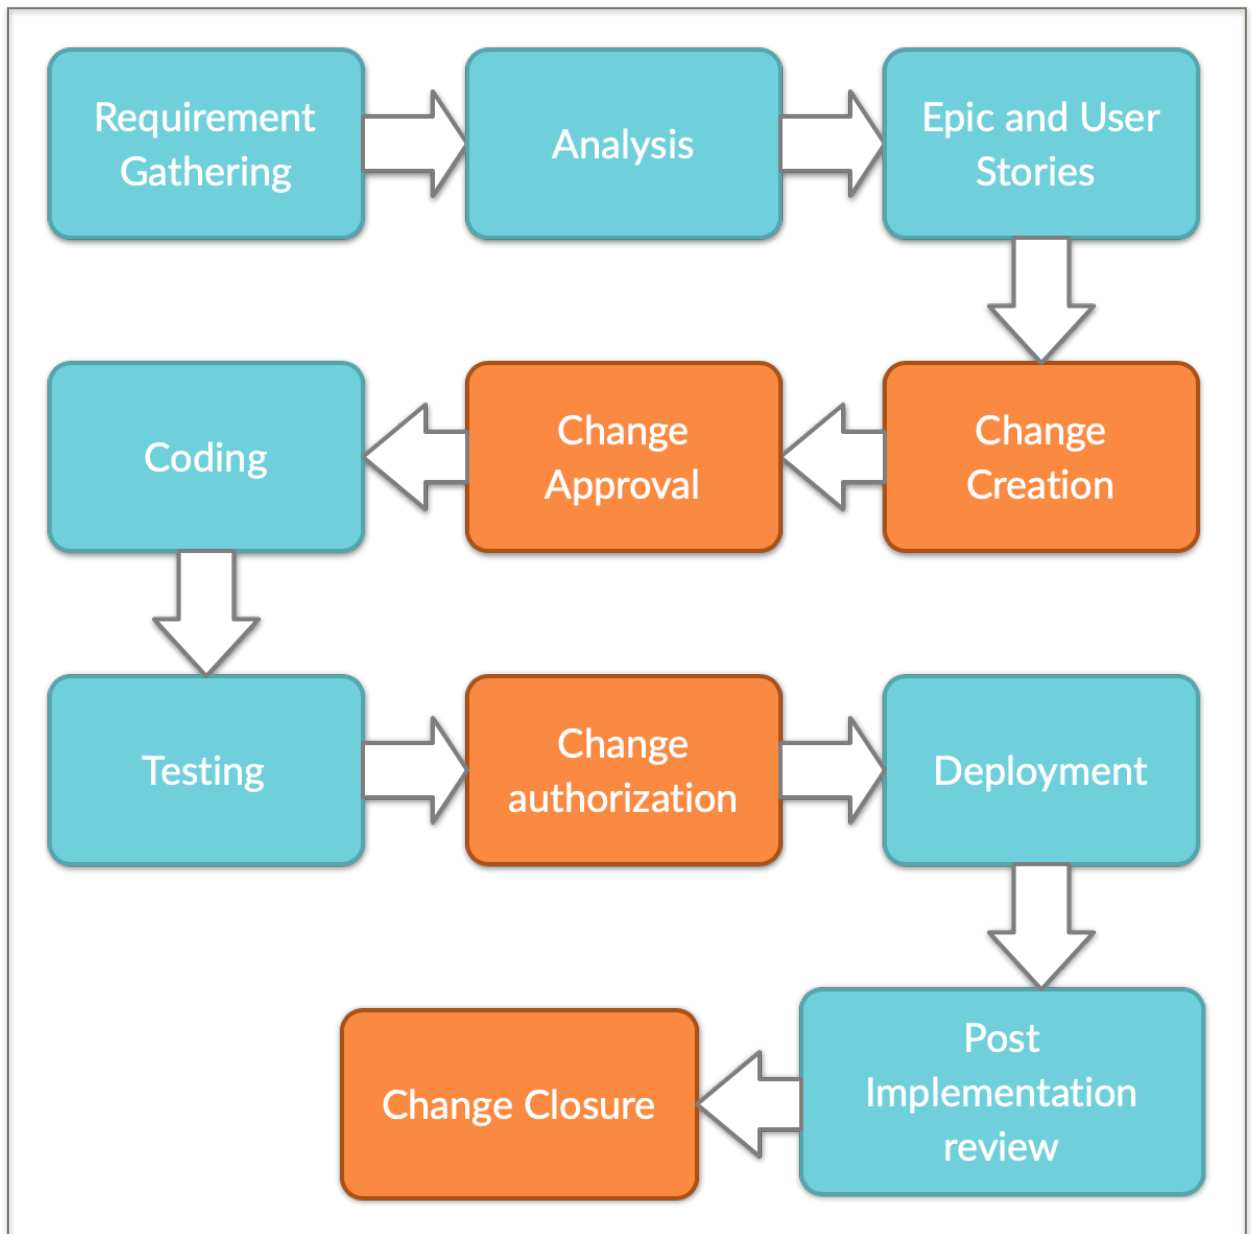 Requirement
Gathering
Analysis
Epic and User
Stories
Change
Creation
Change
Approval
Coding
Testing
Change
authorization
Deployment
Post
Implementation
review
Change Closure